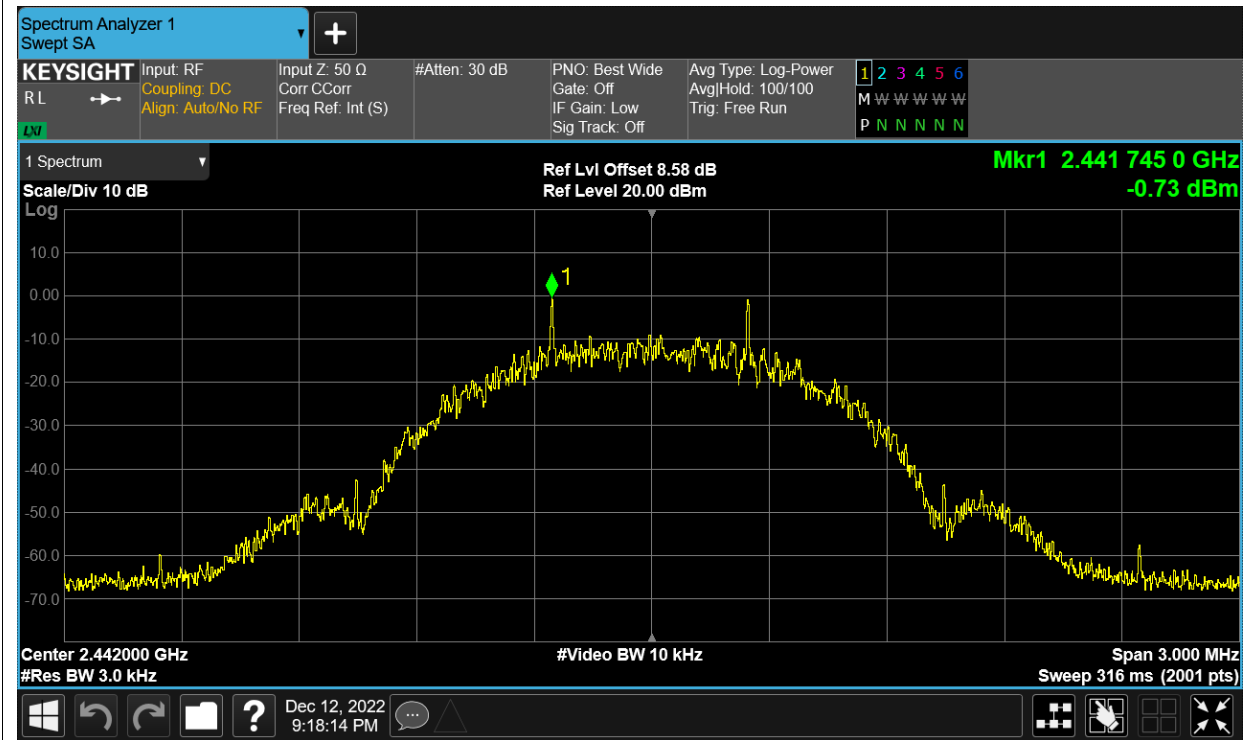 Spectrum Analyzer 1
Swept SA
+
KEYSIGHT
R L
LXI
Input: RF
Coupling: DC
Align: Auto/No RF
Input Z: 50 Ω
Corr CCorr
Freq Ref: Int (S)
#Atten: 30 dB
PNO: Best Wide
Gate: Off
IF Gain: Low
Sig Track: Off
Avg Type: Log-Power
Avg|Hold: 100/100
Trig: Free Run
1 2 3 4 5 6
M W W W W W
P N N N N N
1 Spectrum
Scale/Div 10 dB
Log
Ref Lvl Offset 8.58 dB
Ref Level 20.00 dBm
Mkr1 2.441 745 0 GHz
-0.73 dBm
1
10.0
0.00
-10.0
-20.0
-30.0
-40.0
-50.0
-60.0
-70.0
Center 2.442000 GHz
#Res BW 3.0 kHz
#Video BW 10 kHz
Span 3.000 MHz
Sweep 316 ms (2001 pts)
?
Dec 12, 2022
9:18:14 PM